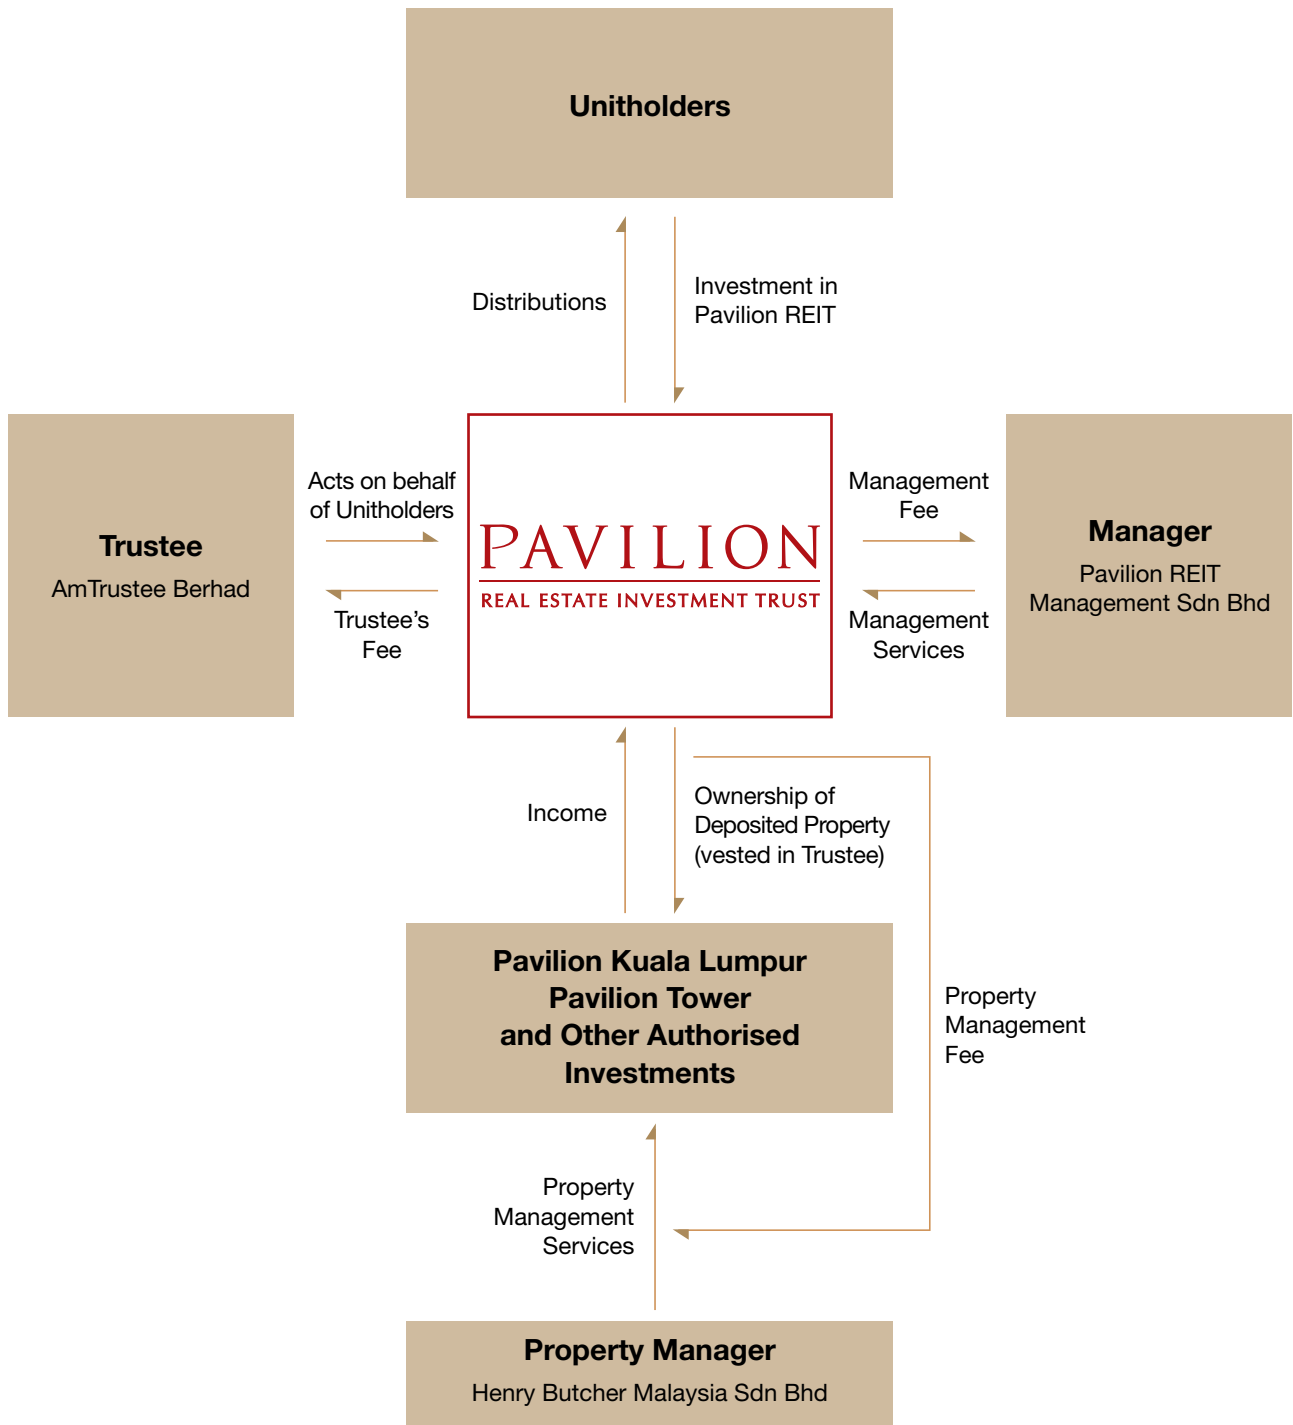 Unitholders
Distributions
Investment in
Pavilion REIT
Trustee
AmTrustee Berhad
Acts on behalf
of Unitholders
Trustee's
Fee
PAVILION
REAL ESTATE INVESTMENT TRUST
Management
Fee
Management
Services
Manager
Pavilion REIT
Management Sdn Bhd
Income
Ownership of
Deposited Property
(vested in Trustee)
Pavilion Kuala Lumpur
Pavilion Tower
and Other Authorised
Investments
Property
Management
Fee
Property
Management
Services
Property Manager
Henry Butcher Malaysia Sdn Bhd